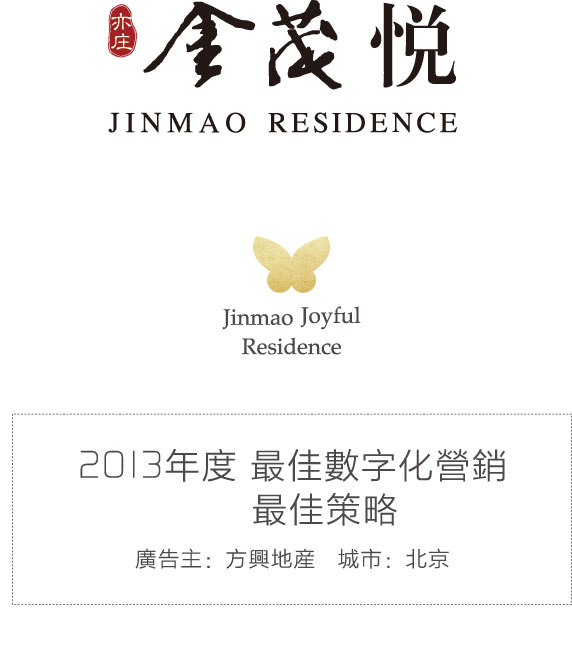 亦庄
金茂悦
JINMAO RESIDENCE
Jinmao Joyful
Residence
2013年度 最佳數字化營銷
最佳策略
廣告主：方興地産 城市：北京